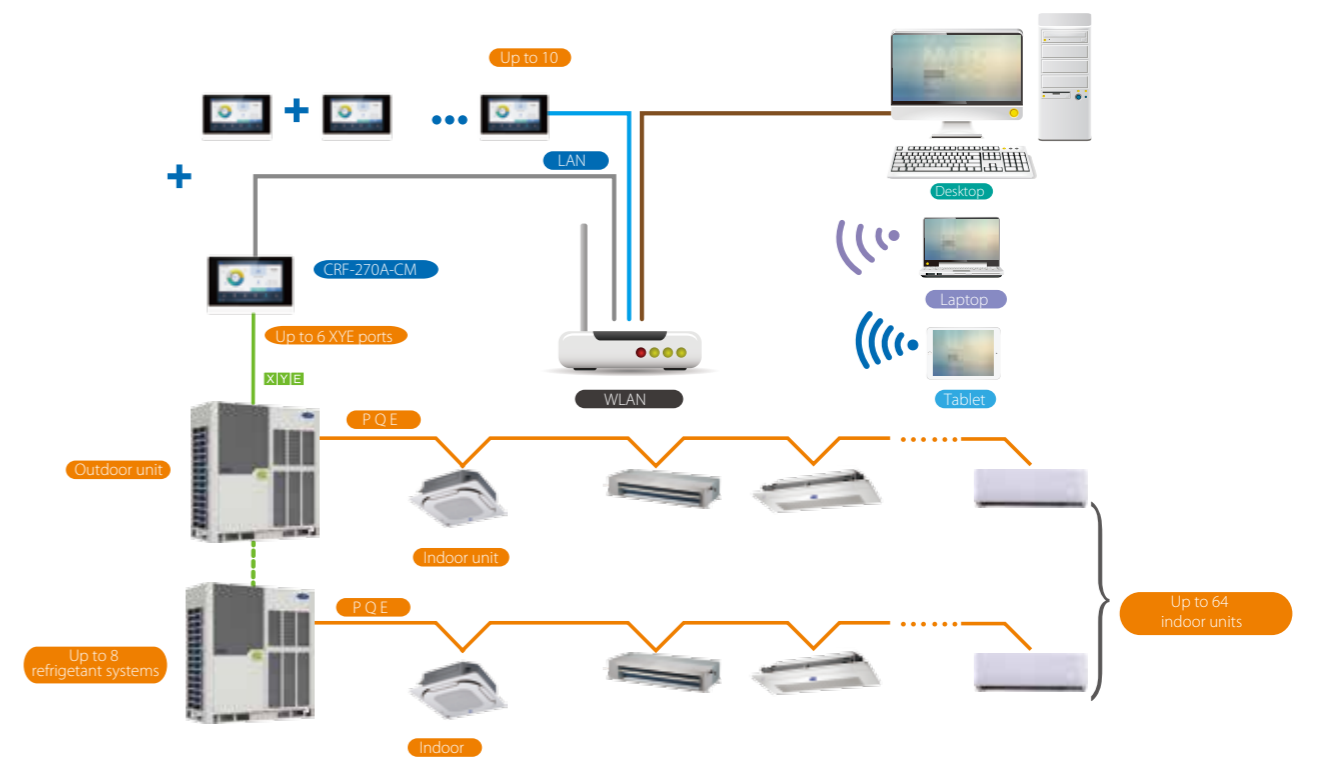 Up to 10
LAN
Desktop
CRF-270A-CM
Laptop
Up to 6 XYE ports
X Y E
WLAN
Tablet
P Q E
Outdoor unit
Indoor unit
P Q E
Up to 64
indoor units
Up to 8
refrigetant systems
Indoor